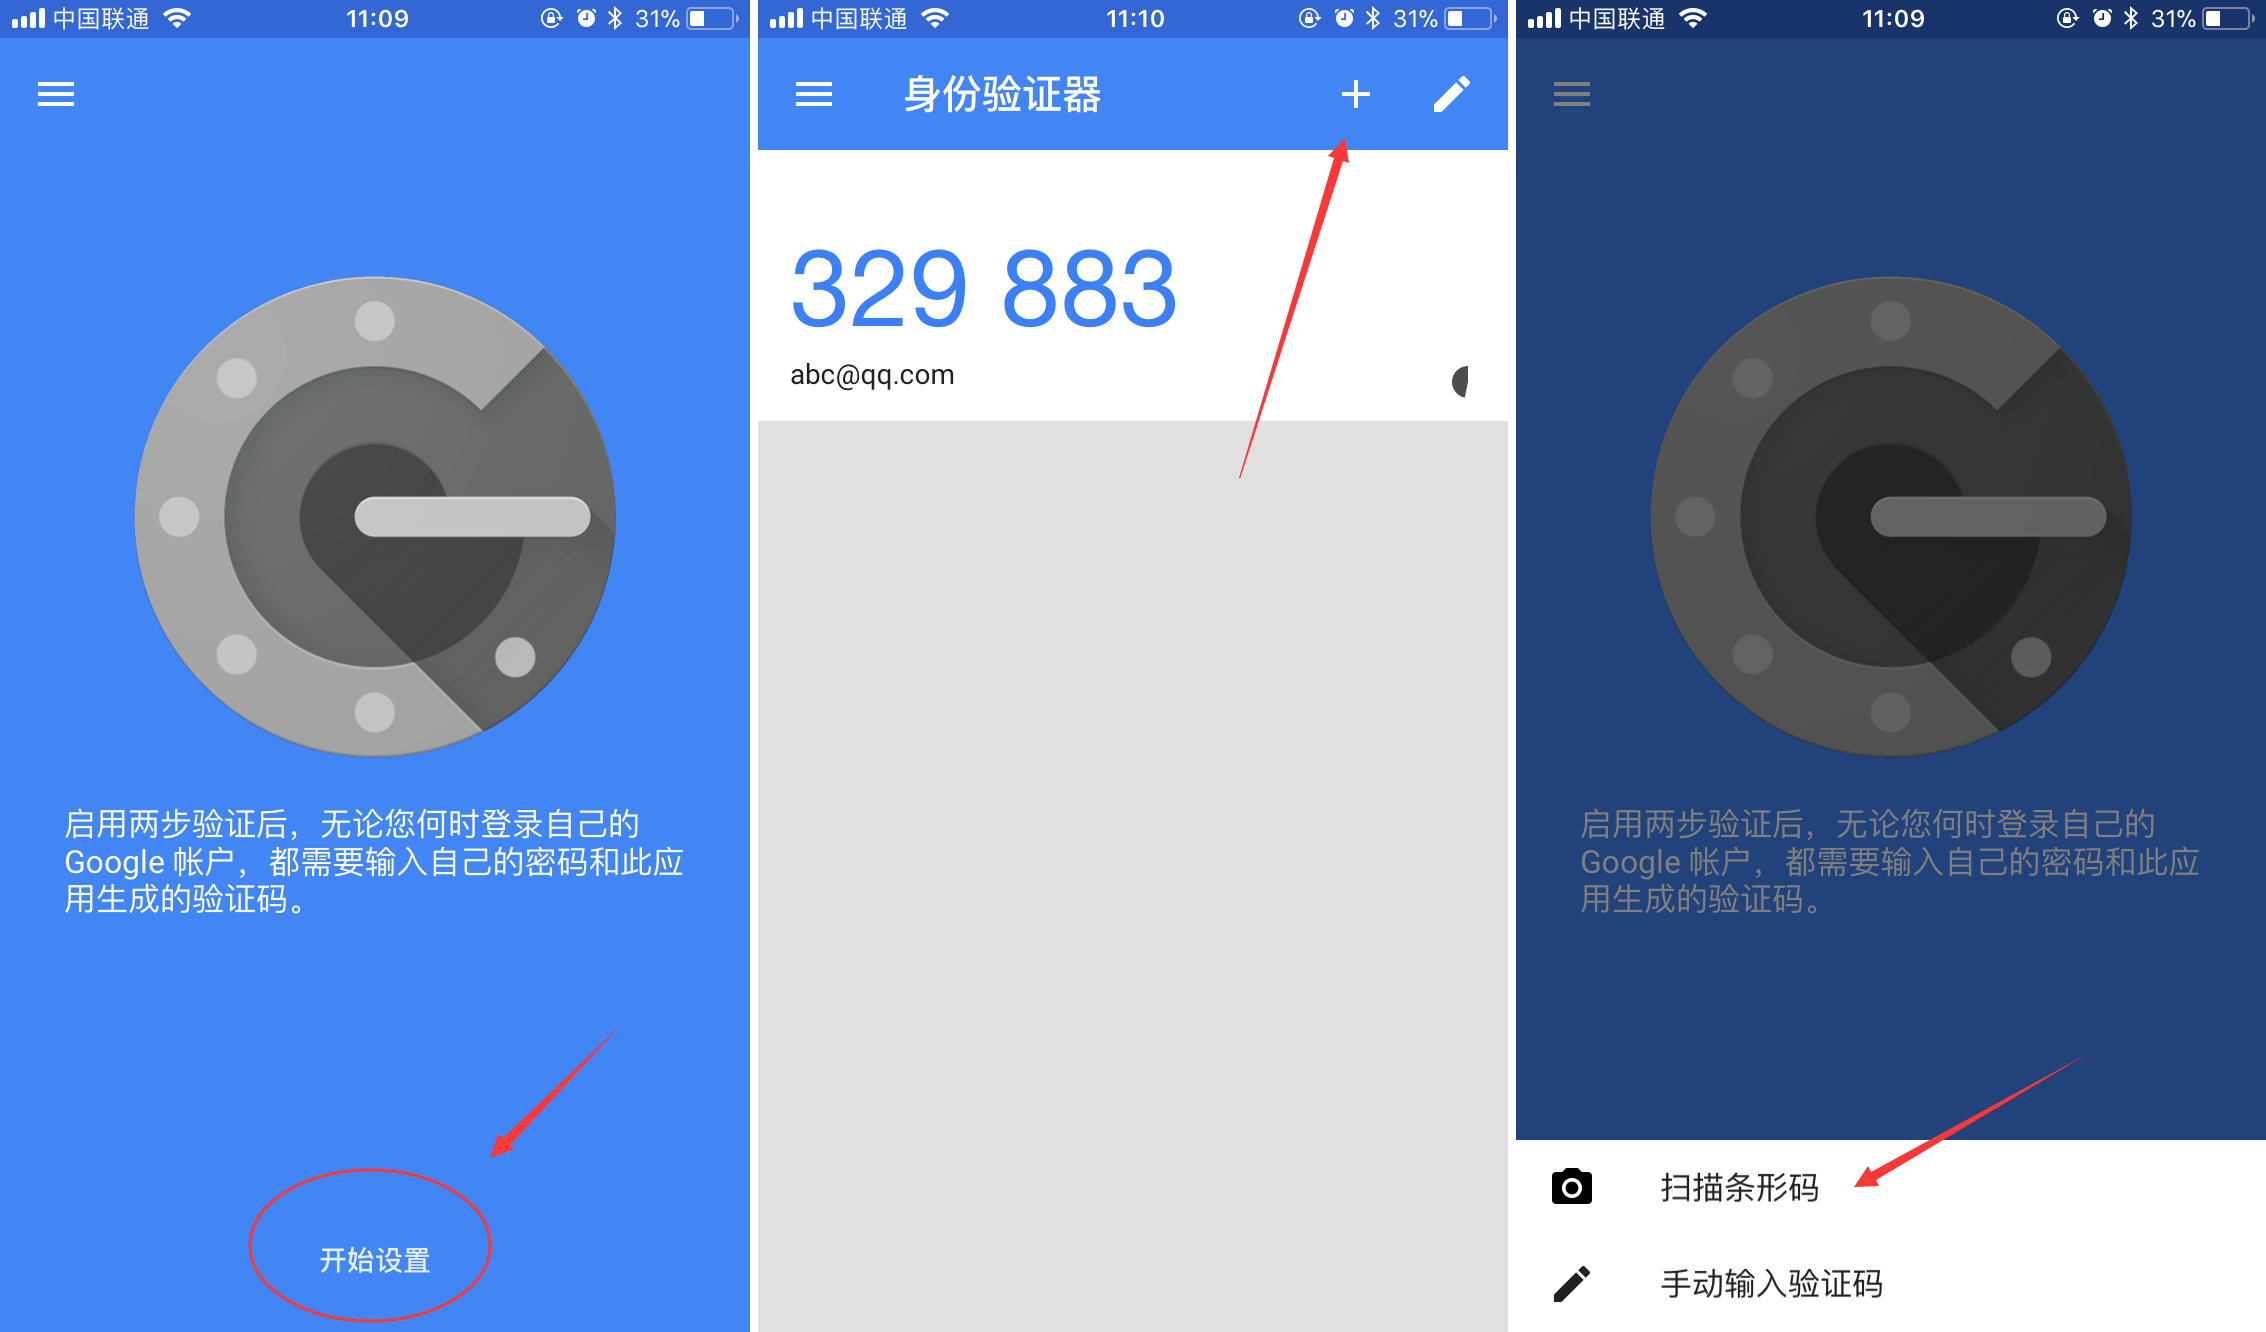 中国联通
11:09
31%
启用两步验证后，无论您何时登录自己的
Google 帐户，都需要输入自己的密码和此应
用生成的验证码。
开始设置
中国联通
11:10
31%
身份验证器
329 883
abc@qq.com
中国联通
11:09
31%
启用两步验证后，无论您何时登录自己的
Google 帐户，都需要输入自己的密码和此应
用生成的验证码。
扫描条形码
手动输入验证码